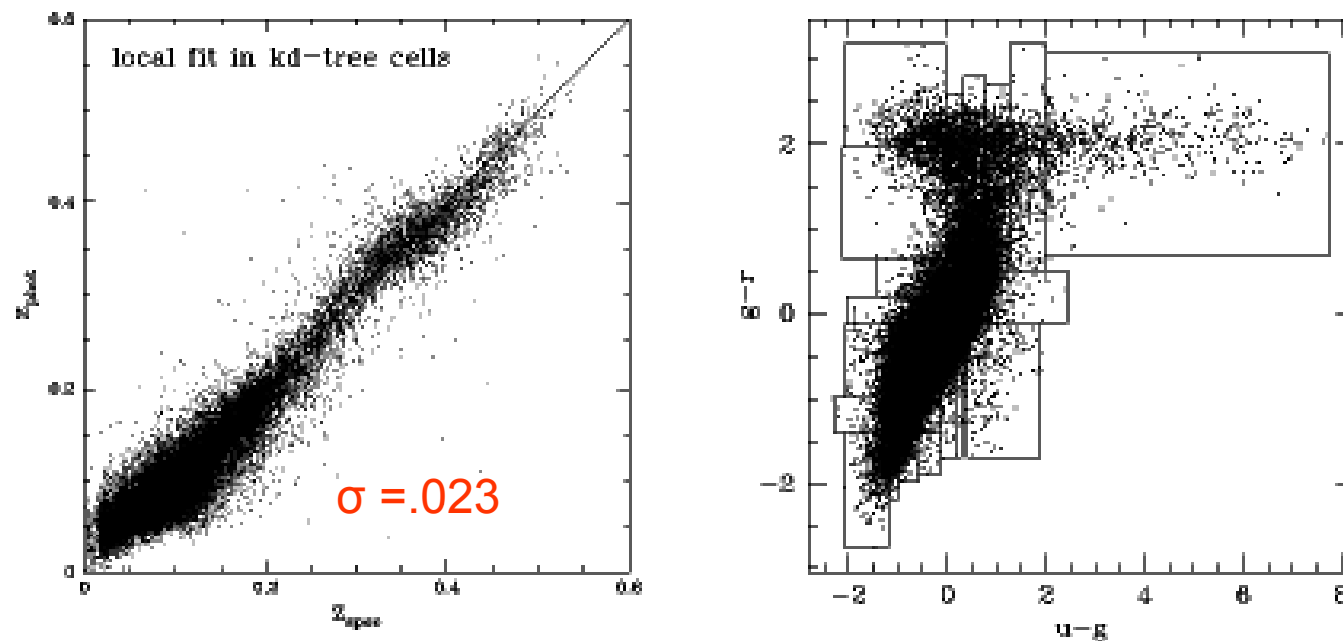 local fit in kd-tree cells
σ =.023
0.6
0.4
0.2
0
z_phot
0 0.2 0.4 0.6
z_spec
2
0
-2
g-r
-2 0 2 4 6 8
u-g